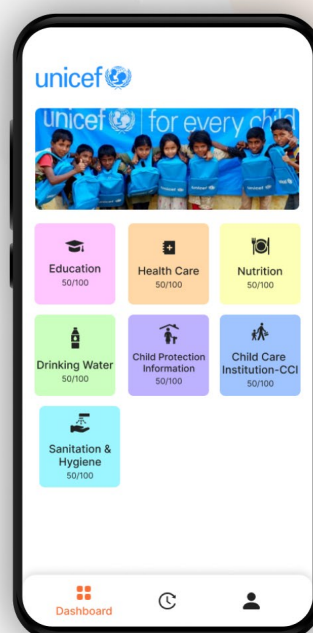 unicef
unicef for every child
Education
50/100
Health Care
50/100
Nutrition
50/100
Drinking Water
50/100
Child Protection
Information
50/100
Child Care
Institution-CCI
50/100
Sanitation &
Hygiene
50/100
Dashboard